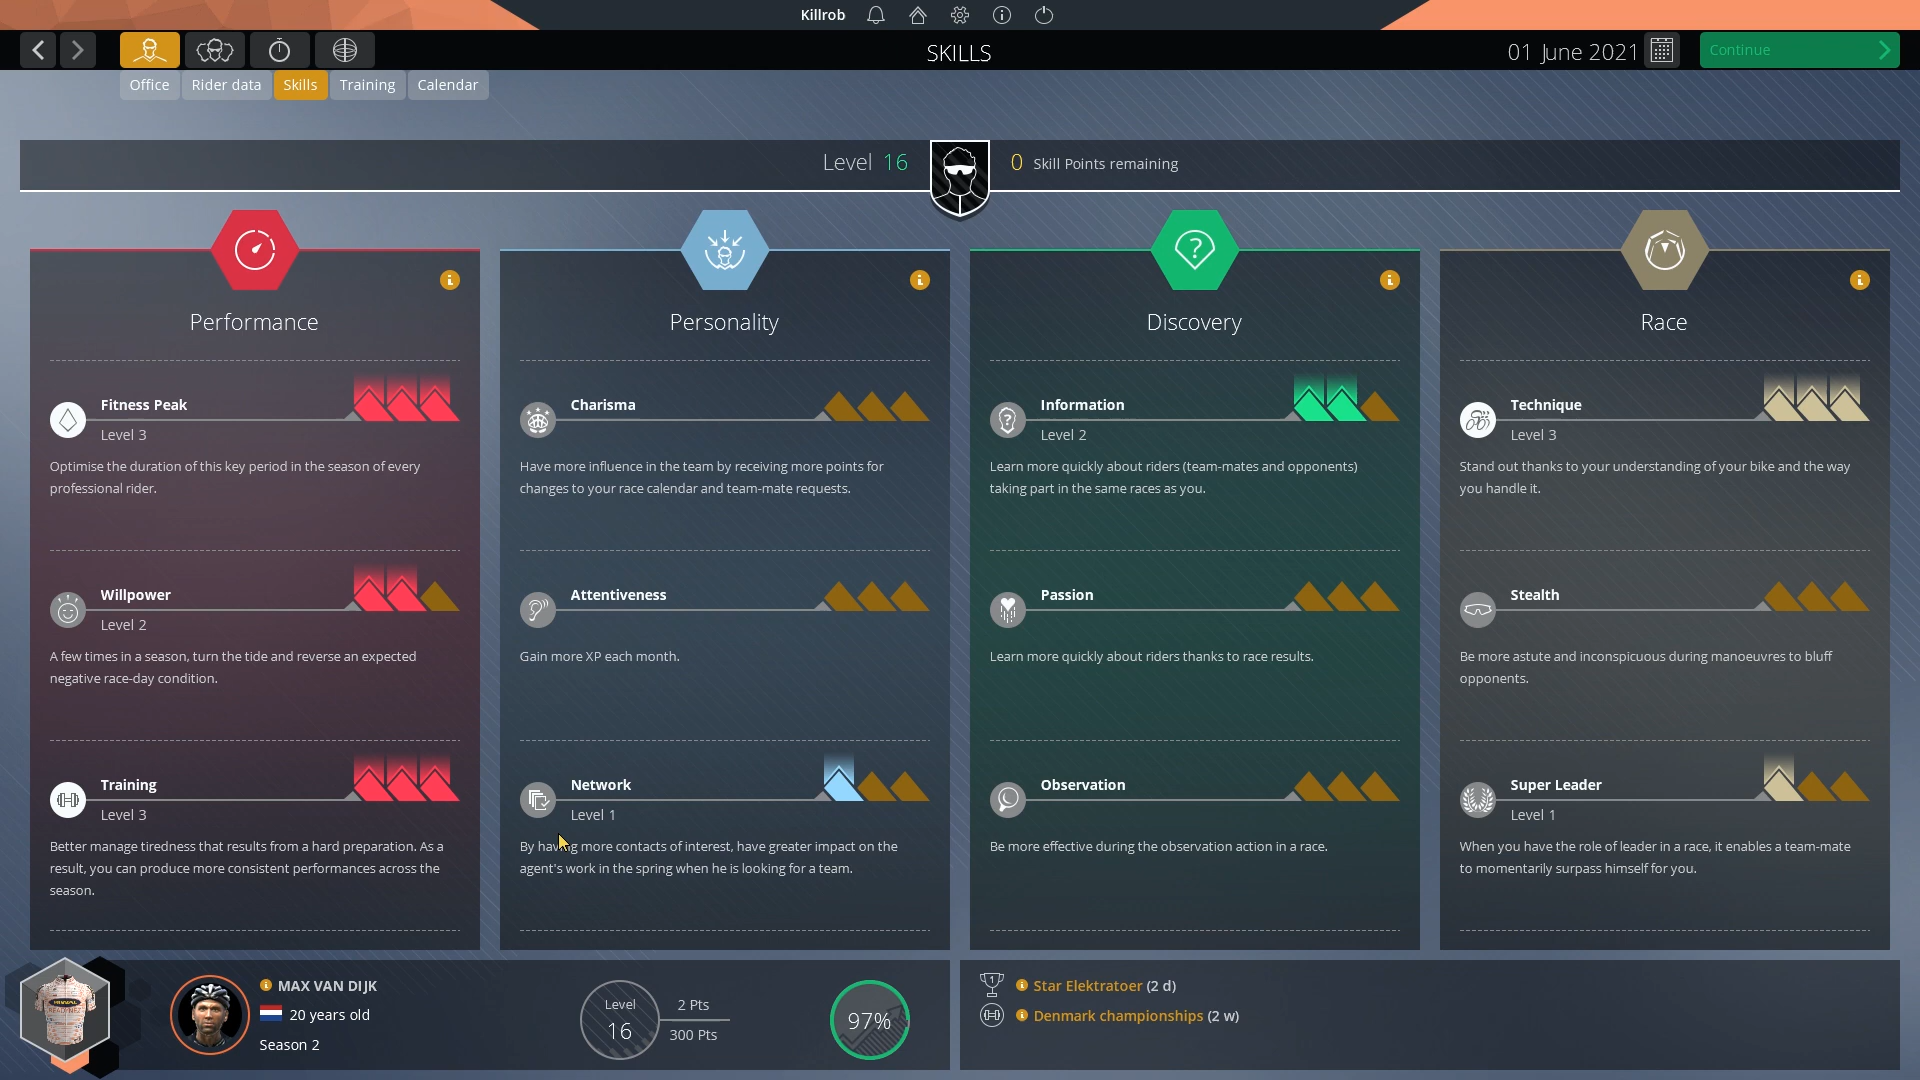 Killrob
SKILLS
01 June 2021
Continue
Office
Rider data
Skills
Training
Calendar
Level 16
0 Skill Points remaining
Performance
Fitness Peak
Level 3
Optimise the duration of this key period in the season of every
professional rider.
Willpower
Level 2
A few times in a season, turn the tide and reverse an expected
negative race-day condition.
Training
Level 3
Better manage tiredness that results from a hard preparation. As a
result, you can produce more consistent performances across the
season.
Personality
Charisma
Have more influence in the team by receiving more points for
changes to your race calendar and team-mate requests.
Attentiveness
Gain more XP each month.
Network
Level 1
By having more contacts of interest, have greater impact on the
agent's work in the spring when he is looking for a team.
Discovery
Information
Level 2
Learn more quickly about riders (team-mates and opponents)
taking part in the same races as you.
Passion
Learn more quickly about riders thanks to race results.
Observation
Be more effective during the observation action in a race.
Race
Technique
Level 3
Stand out thanks to your understanding of your bike and the way
you handle it.
Stealth
Be more astute and inconspicuous during manoeuvres to bluff
opponents.
Super Leader
Level 1
When you have the role of leader in a race, it enables a team-mate
to momentarily surpass himself for you.
MAX VAN DIJK
20 years old
Season 2
Level
16
2 Pts
300 Pts
97%
Star Elektratoer (2 d)
Denmark championships (2 w)